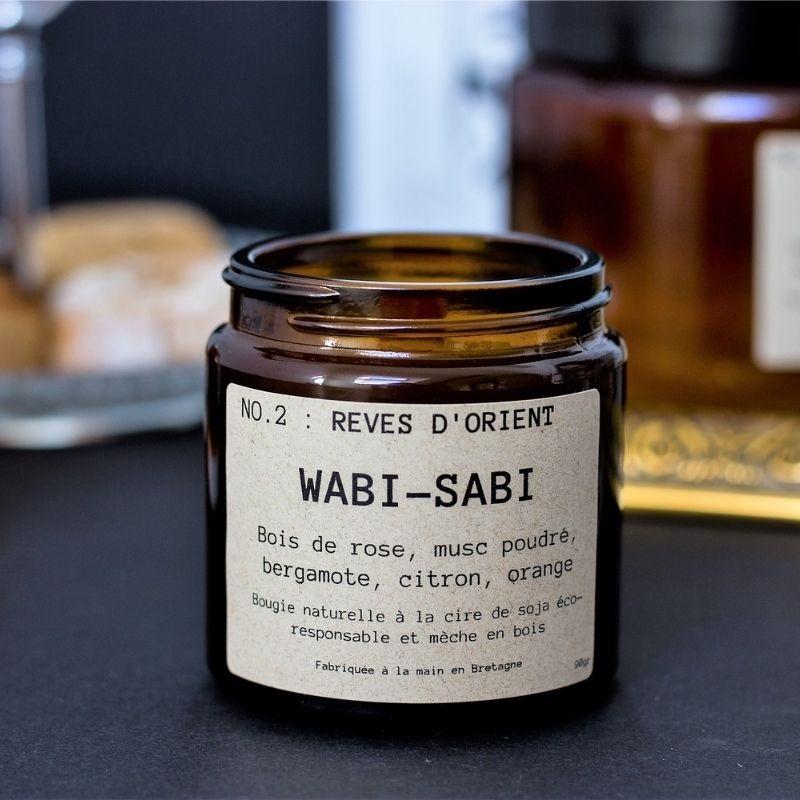 NO.2 : REVES D'ORIENT
WABI-SABI
Bois de rose, musc poudré,
bergamote, citron, orange
Bougie naturelle à la cire de soja éco-
responsable et mèche en bois
Fabriquée à la main en Bretagne
90gr